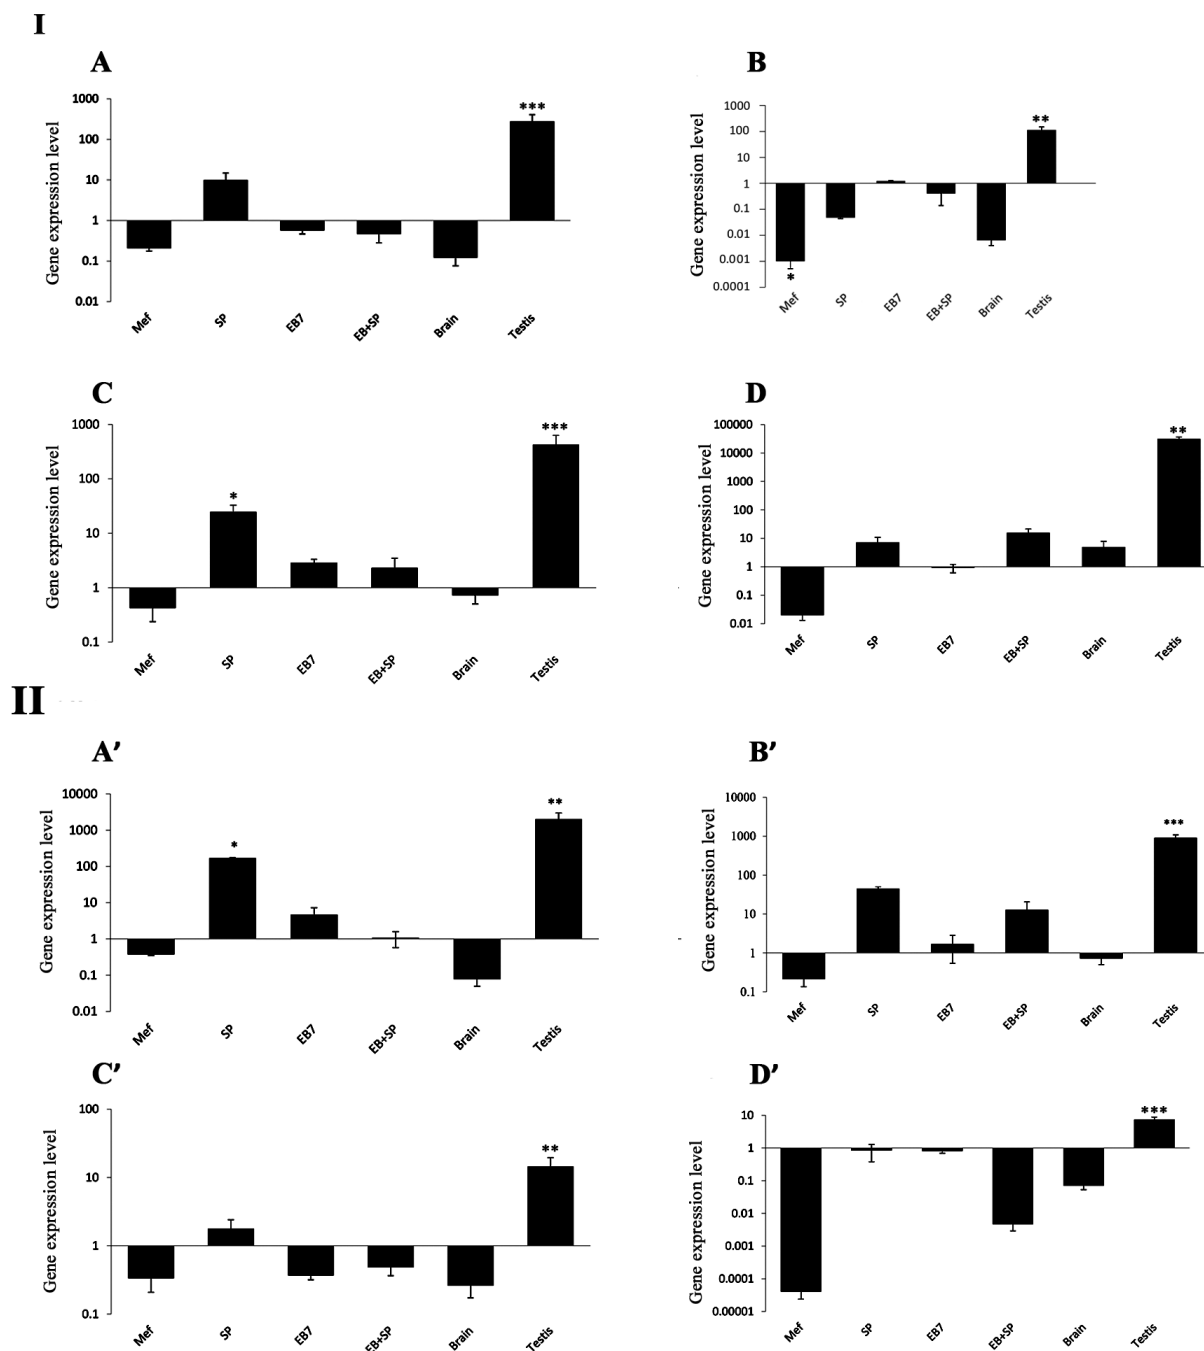 I
A
Gene expression level
1000
100
10
1
0.1
0.01
***
Mef
SP
EB7
EB+SP
Brain
Testis
B
Gene expression level
1000
100
10
1
0.1
0.01
0.001
0.0001
*
**
Mef
SP
EB7
EB+SP
Brain
Testis
C
Gene expression level
1000
100
10
1
0.1
*
***
Mef
SP
EB7
EB+SP
Brain
Testis
D
Gene expression level
100000
10000
1000
100
10
1
0.1
0.01
**
Mef
SP
EB7
EB+SP
Brain
Testis
II
A’
Gene expression level
10000
1000
100
10
1
0.1
0.01
*
**
Mef
SP
EB7
EB+SP
Brain
Testis
B’
Gene expression level
10000
1000
100
10
1
0.1
***
Mef
SP
EB7
EB+SP
Brain
Testis
C’
Gene expression level
100
10
1
0.1
**
Mef
SP
EB7
EB+SP
Brain
Testis
D’
Gene expression level
10
1
0.1
0.01
0.001
0.0001
0.00001
***
Mef
SP
EB7
EB+SP
Brain
Testis